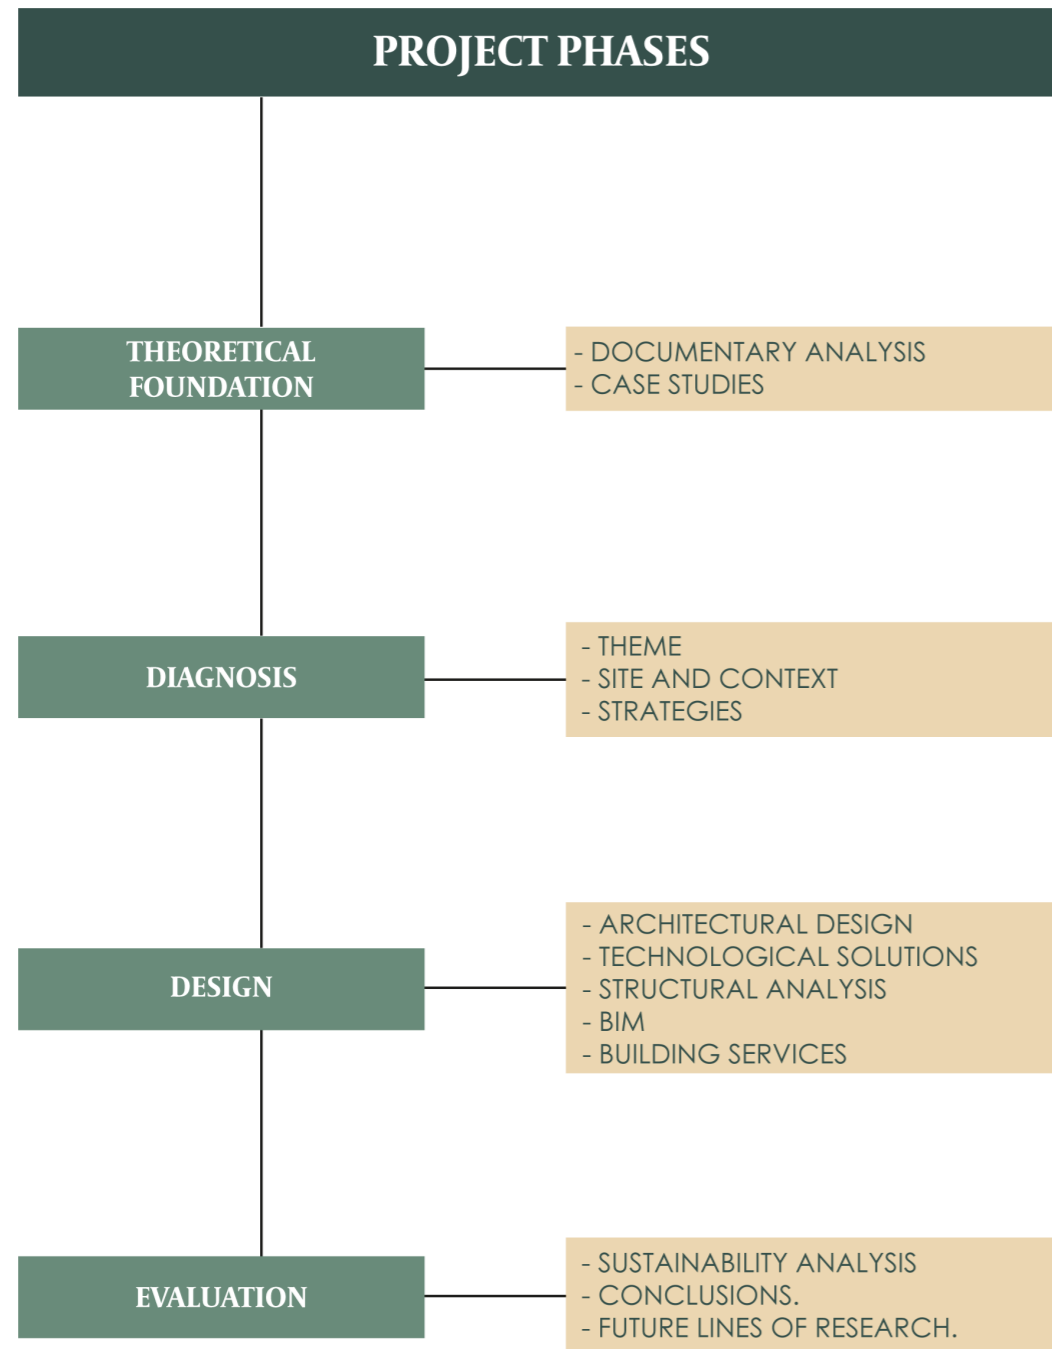 PROJECT PHASES
THEORETICAL
FOUNDATION
- DOCUMENTARY ANALYSIS
- CASE STUDIES
DIAGNOSIS
- THEME
- SITE AND CONTEXT
- STRATEGIES
DESIGN
- ARCHITECTURAL DESIGN
- TECHNOLOGICAL SOLUTIONS
- STRUCTURAL ANALYSIS
- BIM
- BUILDING SERVICES
EVALUATION
- SUSTAINABILITY ANALYSIS
- CONCLUSIONS.
- FUTURE LINES OF RESEARCH.